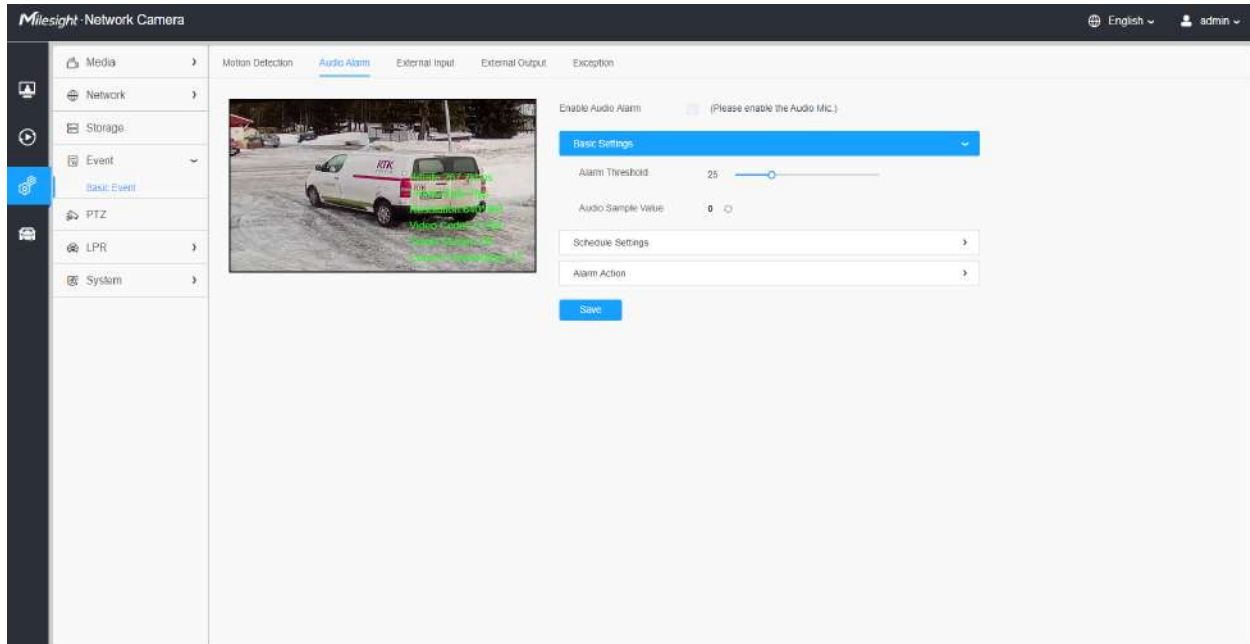 Milesight · Network Camera
English
admin
Media
Network
Storage
Event
Basic Event
PTZ
LPR
System
Motion Detection
Audio Alarm
External Input
External Output
Exception
RTK
Enable Audio Alarm
(Please enable the Audio Mic.)
Basic Settings
Alarm Threshold
25
Audio Sample Value
0
Schedule Settings
Alarm Action
Save